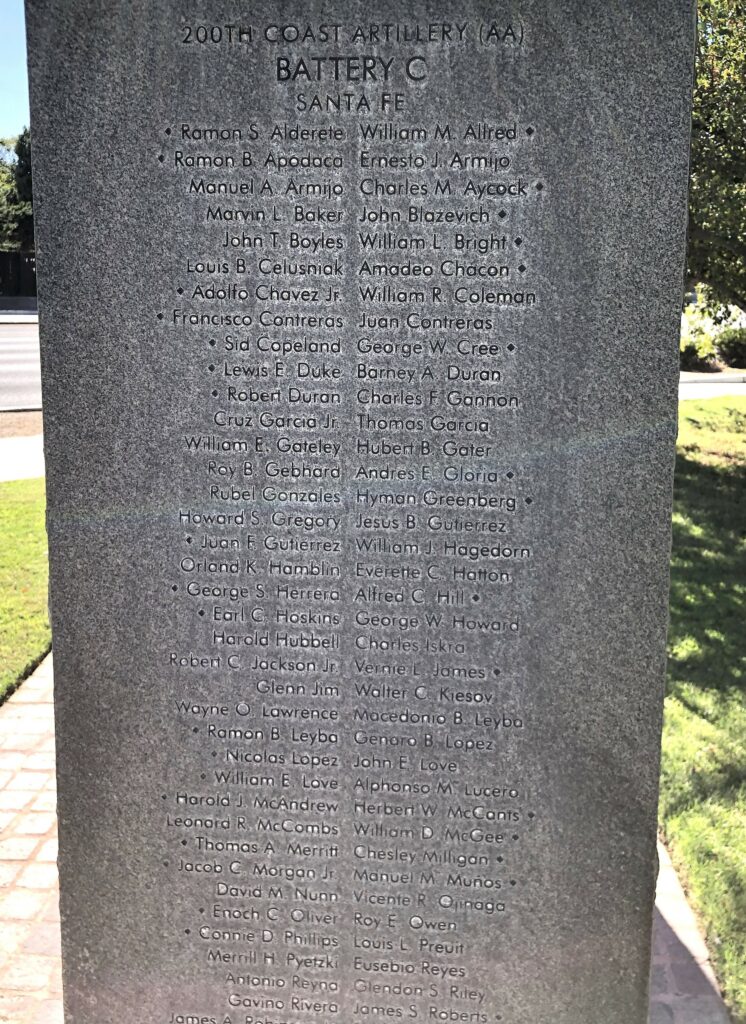 200TH COAST ARTILLERY (AA)
BATTERY C
SANTA FE
◆ Ramon S. Alderete William M. Allred ◆
◆ Ramon B. Apodaca Ernesto J. Armijo
Manuel A. Armijo Charles M. Aycock ◆
Marvin L. Baker John Blazevich ◆
John T. Boyles William L. Bright ◆
Louis B. Celusniak Amadeo Chacon ◆
◆ Adolfo Chavez Jr. William R. Coleman
◆ Francisco Contreras Juan Contreras
◆ Sid Copeland George W. Cree ◆
◆ Lewis E. Duke Barney A. Duran
◆ Robert Duran Charles F. Gannon
Cruz Garcia Jr. Thomas Garcia
William E. Gateley Hubert B. Gater
Roy B. Gebhard Andres E. Gloria ◆
Rubel Gonzales Hyman Greenberg ◆
Howard S. Gregory Jesus B. Gutierrez
◆ Juan F. Gutiérrez William J. Hagedorn
Orland K. Hamblin Everette C. Hatton
◆ George S. Herrera Alfred C. Hill ◆
◆ Earl C. Hoskins George W. Howard
Harold Hubbell Charles Iskra
Robert C. Jackson Jr. Vernie L. James ◆
Glenn Jim Walter C. Kiesov
Wayne O. Lawrence Macedonio B. Leyba
◆ Ramon B. Leyba Genaro B. Lopez
◆ Nicolas Lopez John E. Love
◆ William E. Love Alphonso M. Lucero
◆ Harold J. McAndrew Herbert W. McCants ◆
Leonard R. McCombs William D. McGee ◆
◆ Thomas A. Merritt Chesley Milligan ◆
◆ Jacob C. Morgan Jr. Manuel M. Muños ◆
David M. Nunn Vicente R. Ojinaga
◆ Enoch C. Oliver Roy E. Owen
◆ Connie D. Phillips Louis L. Preuit
Merrill H. Pyetzki Eusebio Reyes
Antonio Reyna Glendon S. Riley
Gavino Rivera James S. Roberts ◆
James A.